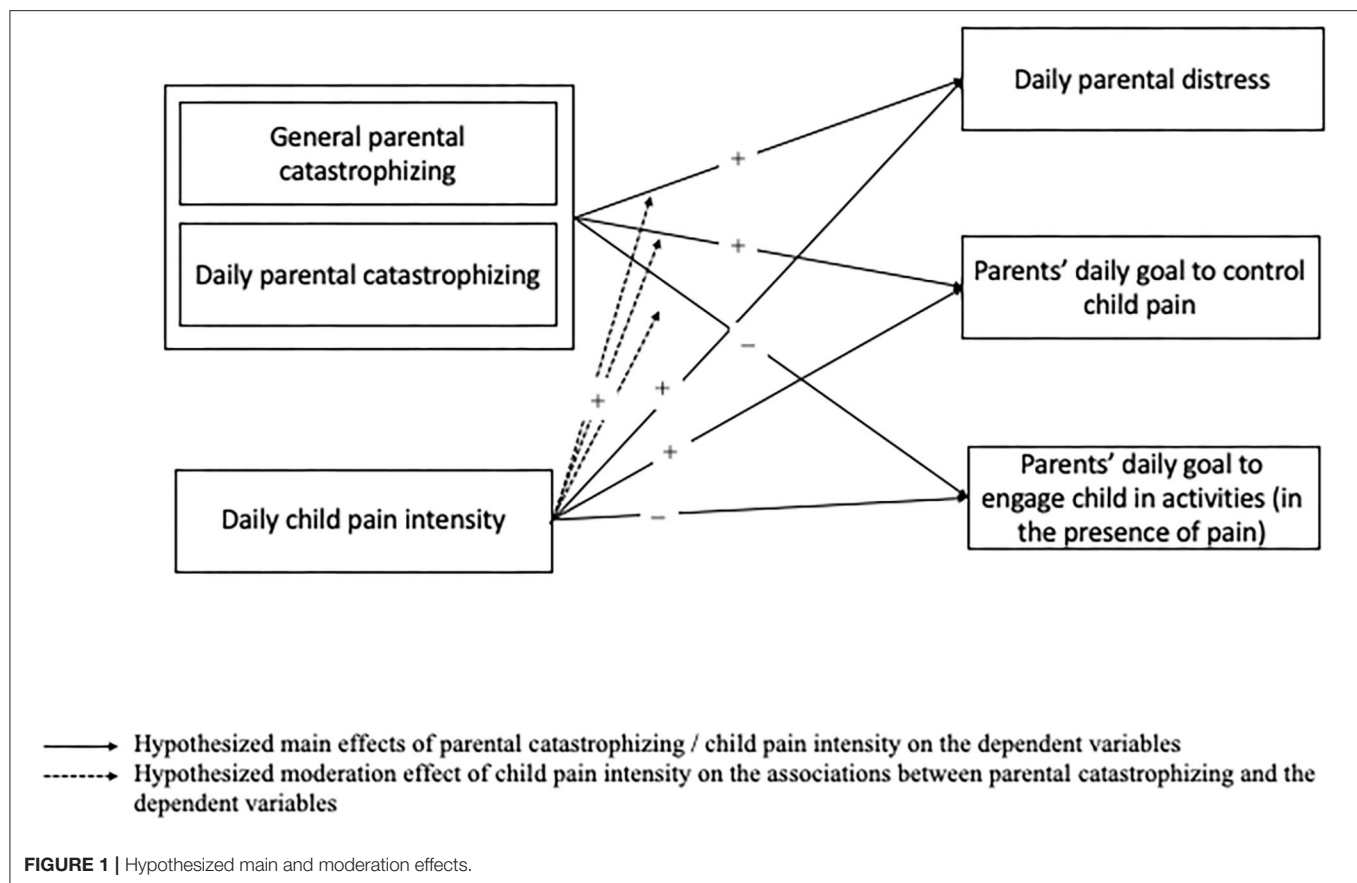 General parental
catastrophizing
Daily parental catastrophizing
Daily child pain intensity
Daily parental distress
Parents' daily goal to control
child pain
Parents' daily goal to
engage child in activities (in
the presence of pain)
+
+
−
+
+
+
−
Hypothesized main effects of parental catastrophizing / child pain intensity on the dependent variables
Hypothesized moderation effect of child pain intensity on the associations between parental catastrophizing and the
dependent variables
FIGURE 1 | Hypothesized main and moderation effects.